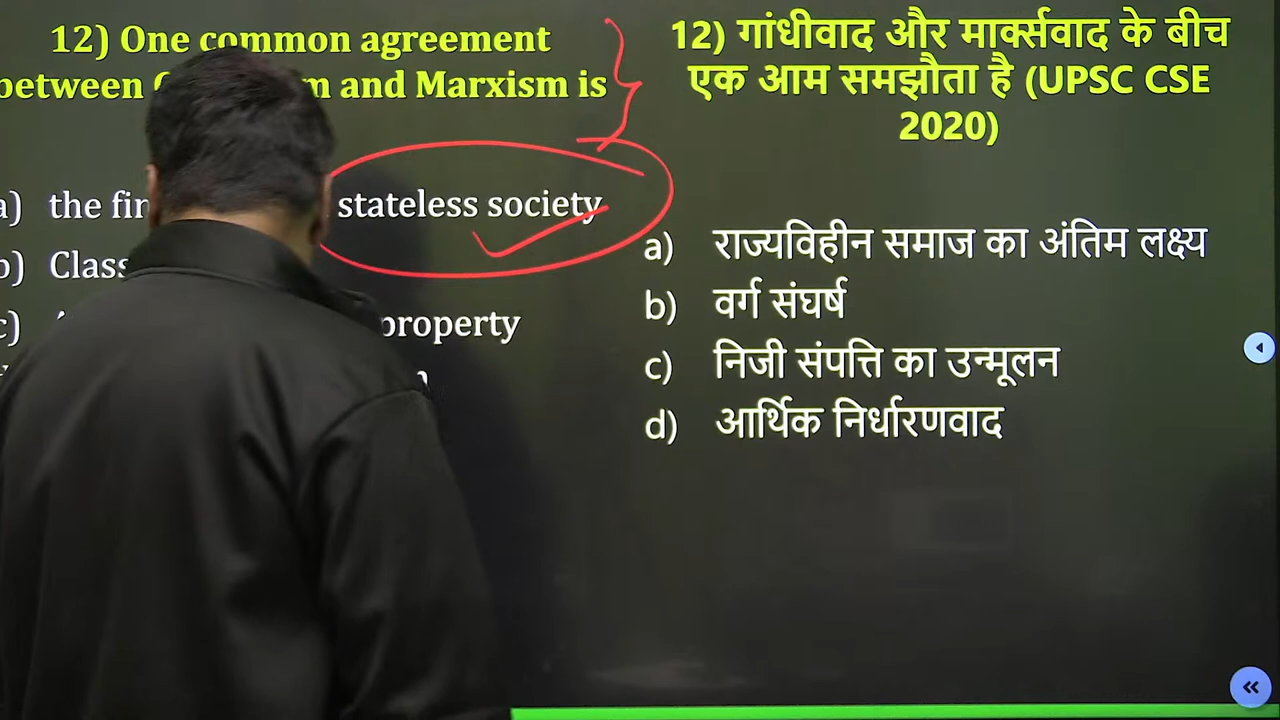 12) One common agreement
between and Marxism is
a) the stateless society
b) Class
c) property
12) गांधीवाद और मार्क्सवाद के बीच
एक आम समझौता है (UPSC CSE
2020)
a) राज्यविहीन समाज का अंतिम लक्ष्य
b) वर्ग संघर्ष
c) निजी संपत्ति का उन्मूलन
d) आर्थिक निर्धारणवाद